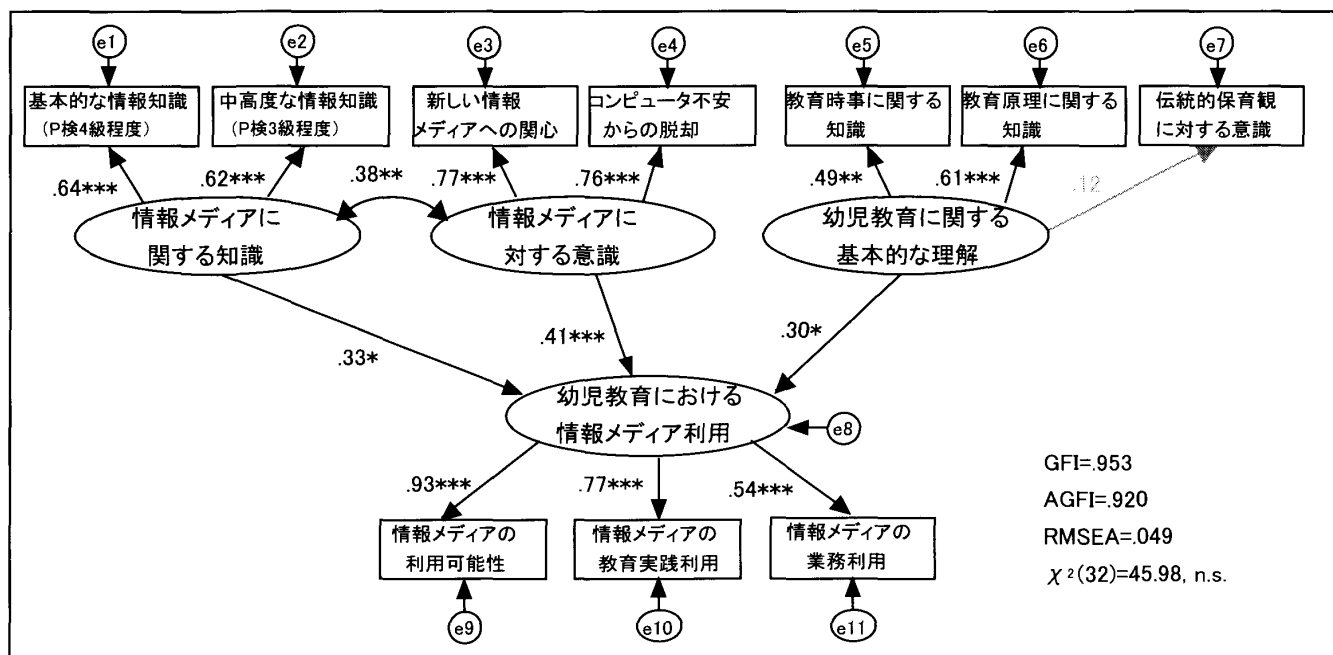 e1
e2
e3
e4
e5
e6
e7
基本的な情報知識
(P検4級程度)
中高度な情報知識
(P検3級程度)
新しい情報
メディアへの関心
コンピュータ不安
からの脱却
教育時事に関する
知識
教育原理に関する
知識
伝統的保育観
に対する意識
.64***
.62***
.38**
.77***
.76***
.49**
.61***
.12
情報メディアに
関する知識
情報メディアに
対する意識
幼児教育に関する
基本的な理解
.33*
.41***
.30*
幼児教育における
情報メディア利用
e8
.93***
.77***
.54***
情報メディアの
利用可能性
情報メディアの
教育実践利用
情報メディアの
業務利用
e9
e10
e11
GFI=.953
AGFI=.920
RMSEA=.049
χ²(32)=45.98, n.s.